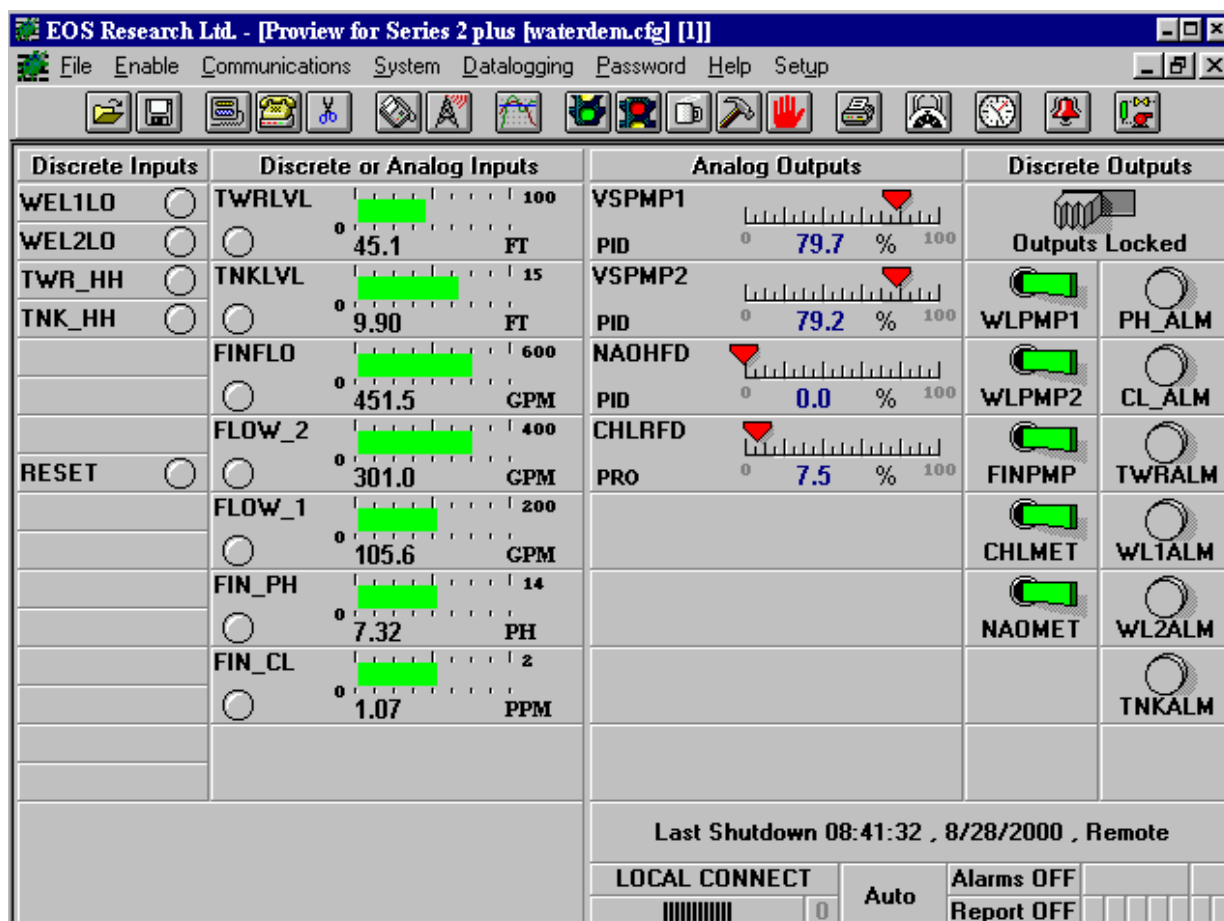 EOS Research Ltd. - [Proview for Series 2 plus [waterdem.cfg] [1]]
File Enable Communications System Datalogging Password Help Setup
Discrete Inputs
WEL1LO
WEL2LO
TWR_HH
TNK_HH
RESET
Discrete or Analog Inputs
TWRLVL 100
0 45.1 FT
TNKLVL 15
0 9.90 FT
FINFLO 600
0 451.5 GPM
FLOW_2 400
0 301.0 GPM
FLOW_1 200
0 105.6 GPM
FIN_PH 14
0 7.32 PH
FIN_CL 2
0 1.07 PPM
Analog Outputs
VSPMP1
PID 0 79.7 % 100
VSPMP2
PID 0 79.2 % 100
NAOHFD
PID 0 0.0 % 100
CHLRFD
PRO 0 7.5 % 100
Discrete Outputs
Outputs Locked
WLPMP1 PH_ALM
WLPMP2 CL_ALM
FINPMP TWRALM
CHLMET WL1ALM
NAOMET WL2ALM
TNKALM
Last Shutdown 08:41:32 , 8/28/2000 , Remote
LOCAL CONNECT
0
Auto
Alarms OFF
Report OFF